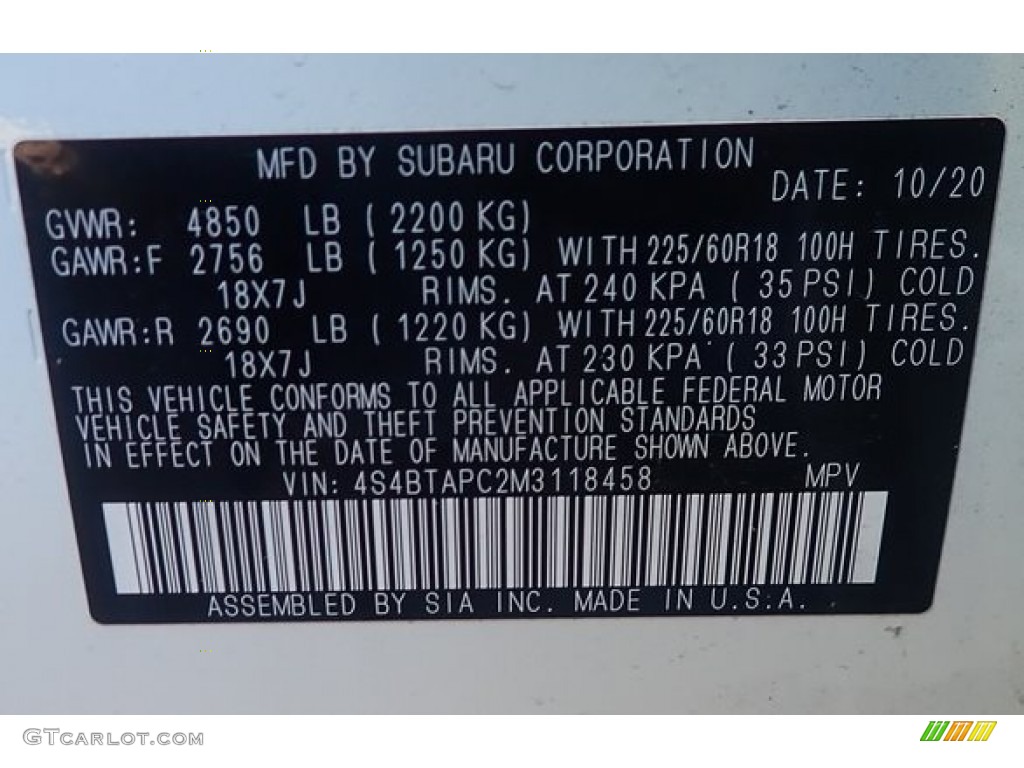 MFD BY SUBARU CORPORATION
DATE: 10/20
GVWR: 4850 LB ( 2200 KG)
GAWR:F 2756 LB ( 1250 KG) WITH 225/60R18 100H TIRES.
18X7J RIMS. AT 240 KPA ( 35 PSI) COLD
GAWR:R 2690 LB ( 1220 KG) WITH 225/60R18 100H TIRES.
18X7J RIMS. AT 230 KPA ( 33 PSI) COLD
THIS VEHICLE CONFORMS TO ALL APPLICABLE FEDERAL MOTOR
VEHICLE SAFETY AND THEFT PREVENTION STANDARDS
IN EFFECT ON THE DATE OF MANUFACTURE SHOWN ABOVE.
VIN: 4S4BTAPC2M3118458 MPV
ASSEMBLED BY SIA INC. MADE IN U.S.A.
GTCARLOT.COM